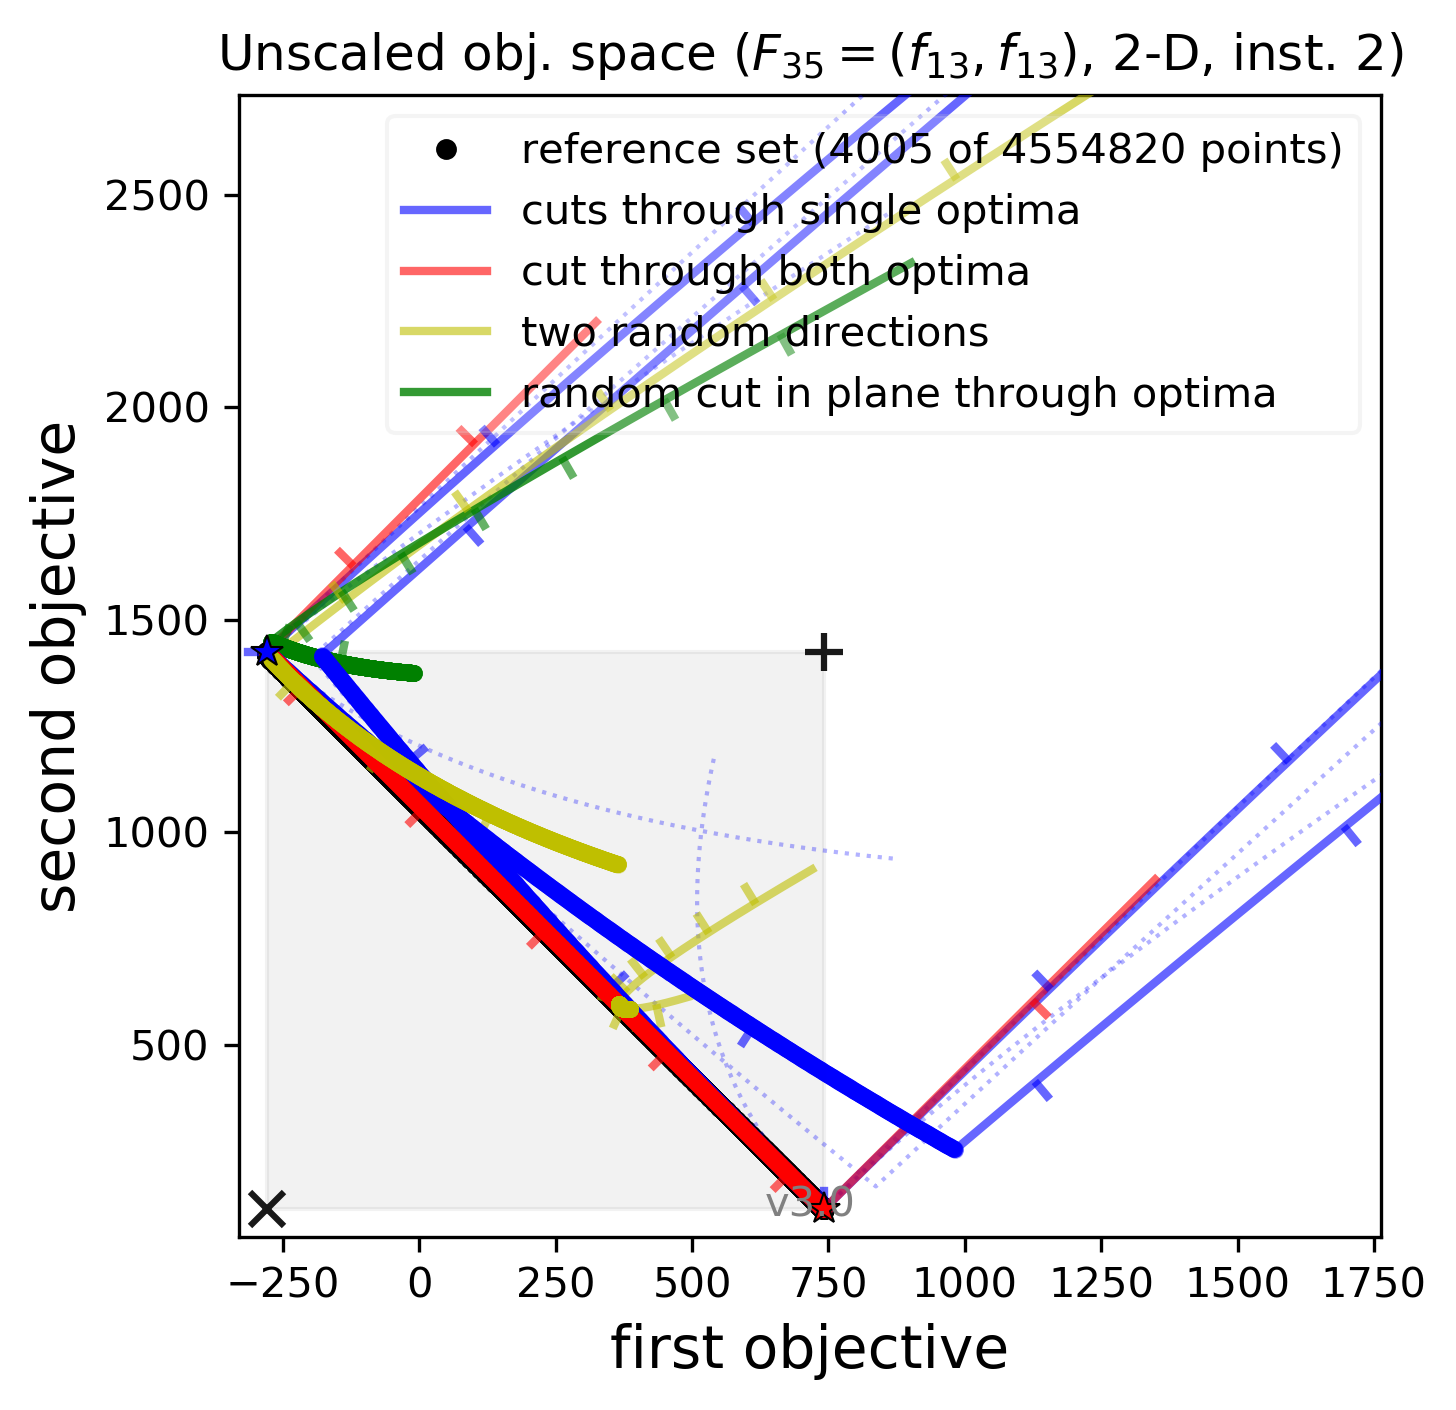 Unscaled obj. space (F₃₅ = (f₁₃, f₁₃), 2-D, inst. 2)
reference set (4005 of 4554820 points)
cuts through single optima
cut through both optima
two random directions
random cut in plane through optima
second objective
2500
2000
1500
1000
500
v3.0
−250 0 250 500 750 1000 1250 1500 1750
first objective